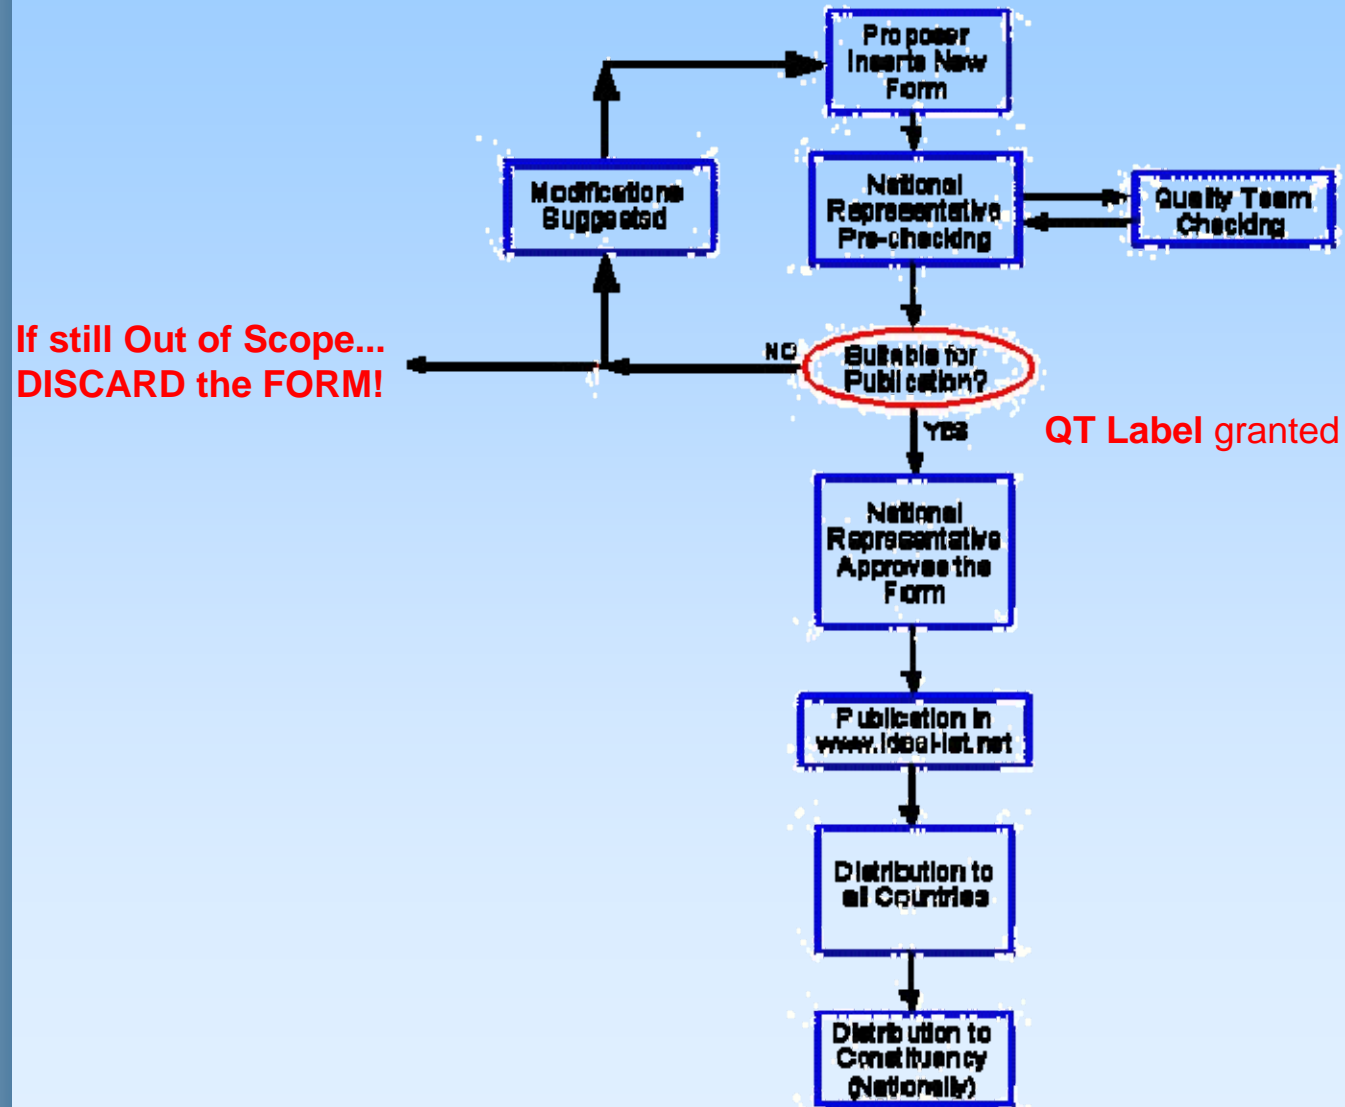 Proposer
Inserts New
Form
National
Representative
Pre-checking
Quality Team
Checking
Modifications
Suggested
If still Out of Scope...
DISCARD the FORM!
NO
Suitable for
Publication?
YES
QT Label granted
National
Representative
Approves the
Form
Publication in
www.ideal-ist.net
Distribution to
all Countries
Distribution to
Constituency
(Nationally)